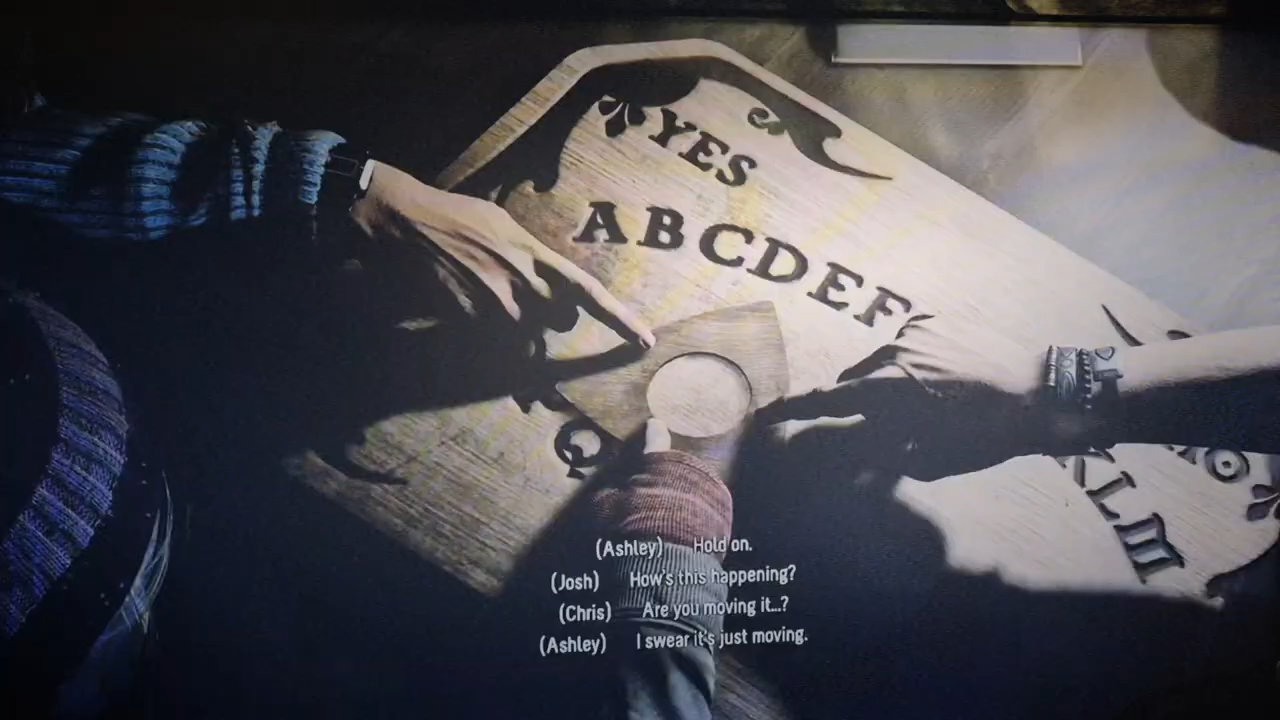 YES
ABCDEF
Q
LM
(Ashley) Hold on.
(Josh) How's this happening?
(Chris) Are you moving it...?
(Ashley) I swear it's just moving.